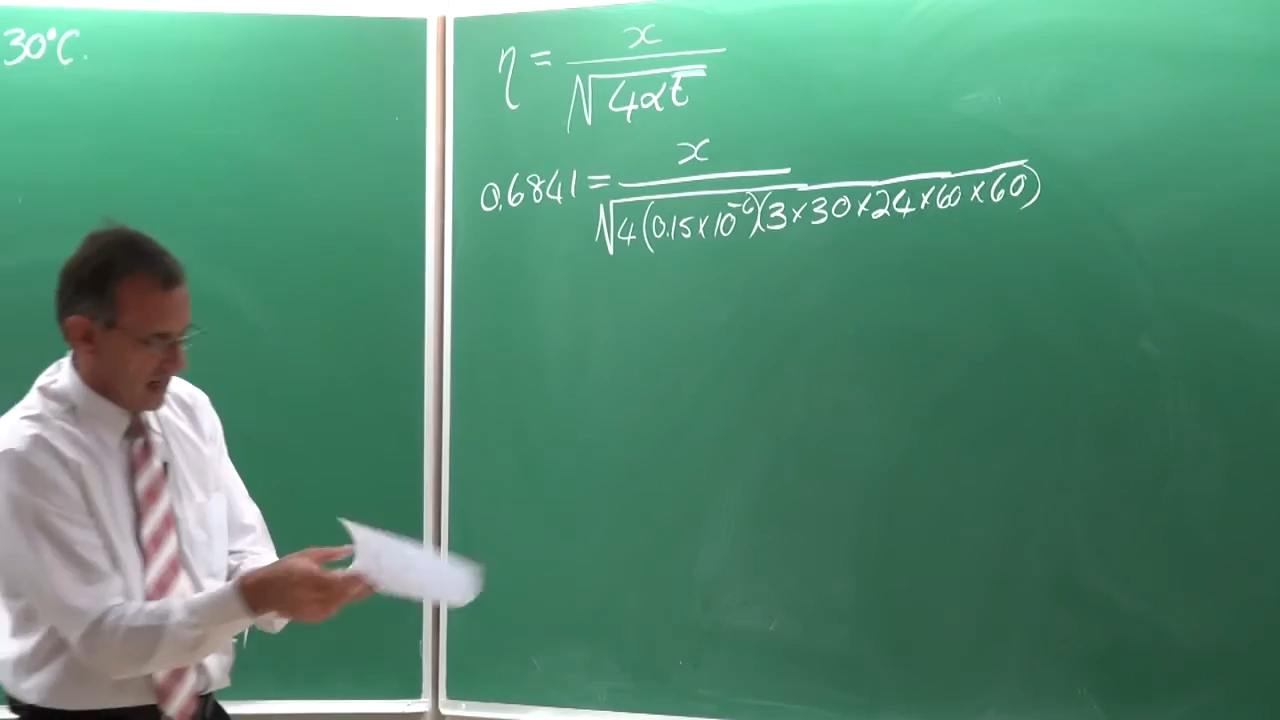 30°C.
η = x / √4αt
0.6841 = x / √4(0.15×10⁻⁶)(3×30×24×60×60)